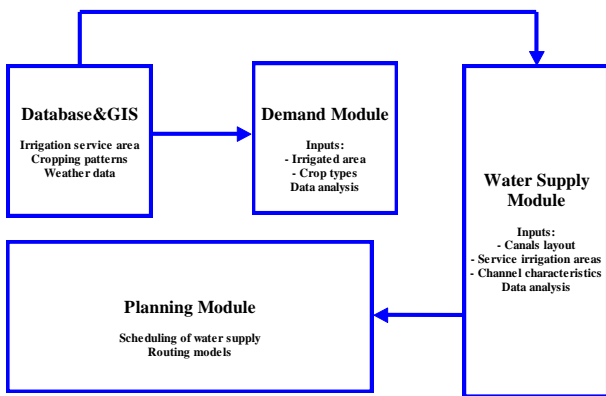 Database&GIS
Irrigation service area
Cropping patterns
Weather data
Demand Module
Inputs:
- Irrigated area
- Crop types
Data analysis
Water Supply
Module
Inputs:
- Canals layout
- Service irrigation areas
- Channel characteristics
Data analysis
Planning Module
Scheduling of water supply
Routing models